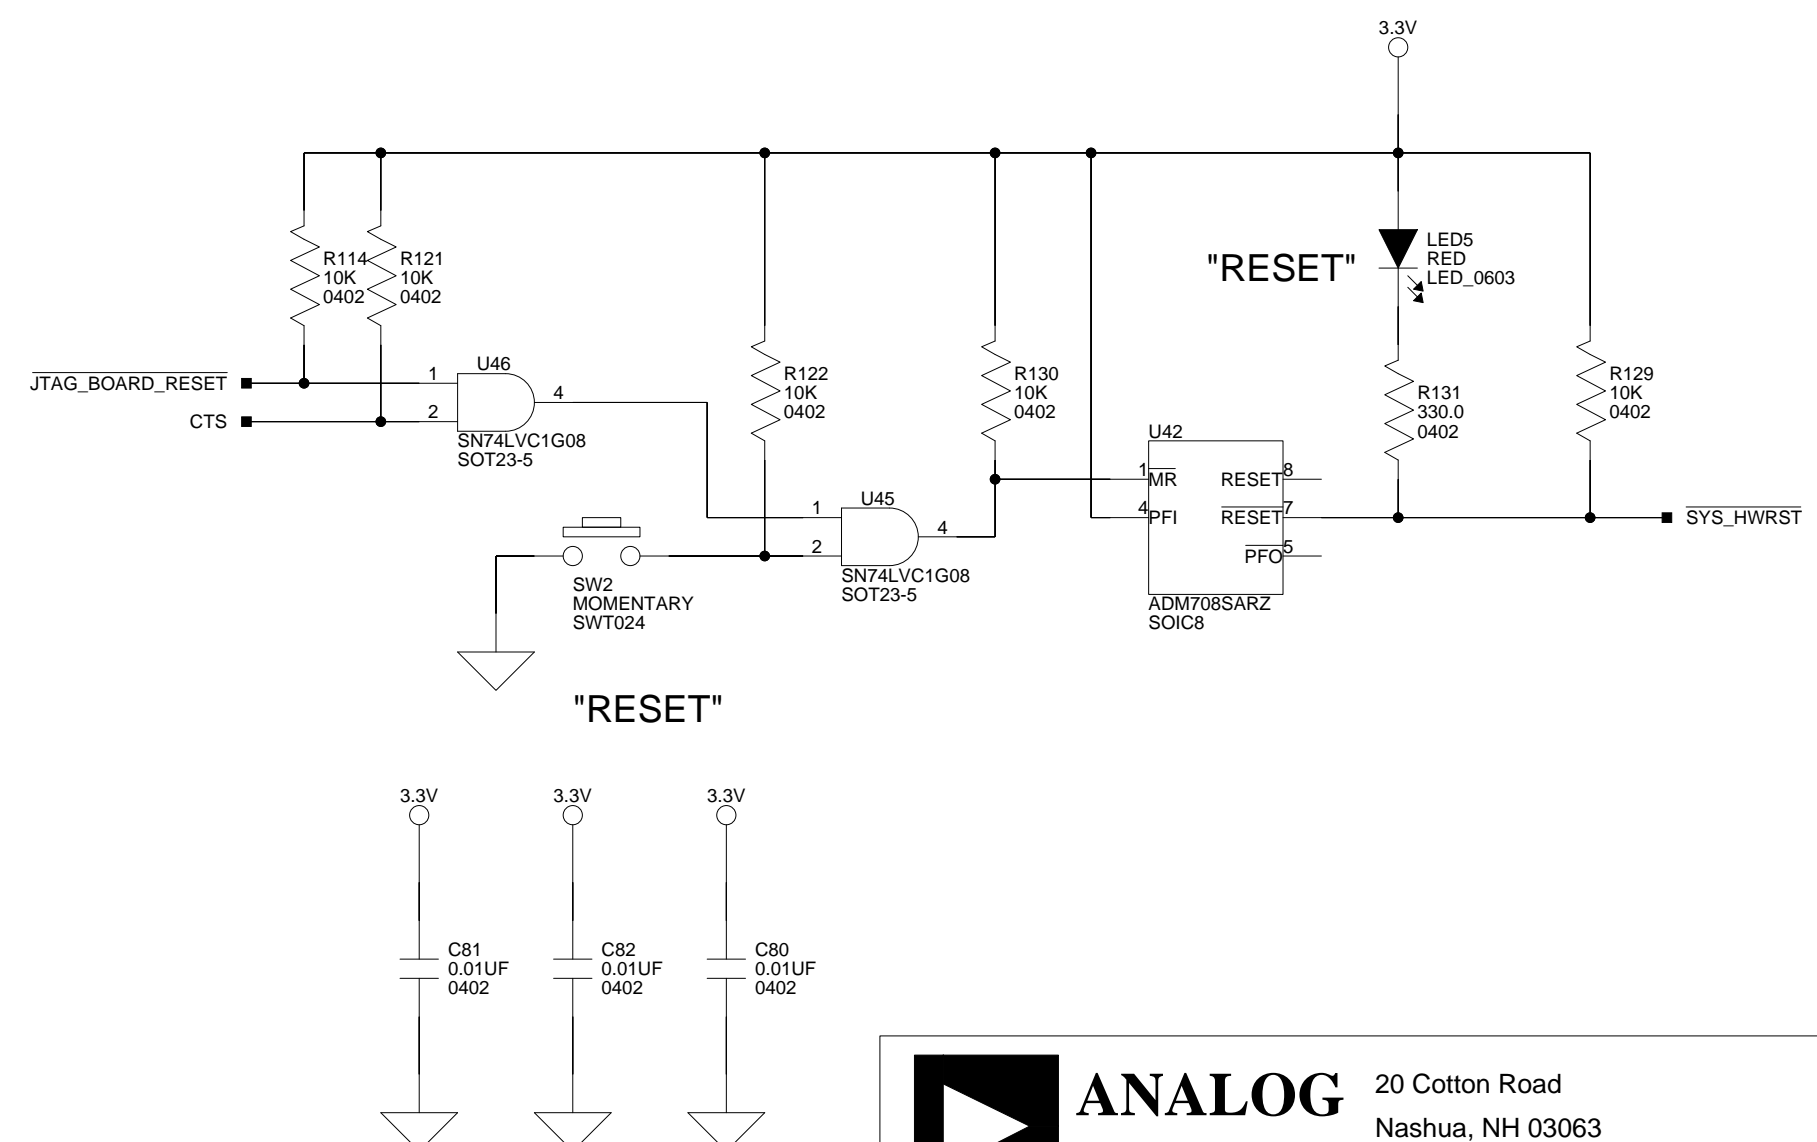 3.3V
"RESET"
LED5
RED
LED_0603
R114
10K
0402
R121
10K
0402
JTAG_BOARD_RESET
CTS
1
2
U46
4
SN74LVC1G08
SOT23-5
R122
10K
0402
R130
10K
0402
R131
330.0
0402
R129
10K
0402
U42
1
MR
4
PFI
RESET
8
RESET
7
PFO
5
ADM708SARZ
SOIC8
SYS_HWRST
1
2
U45
4
SN74LVC1G08
SOT23-5
SW2
MOMENTARY
SWT024
"RESET"
3.3V
C81
0.01UF
0402
3.3V
C82
0.01UF
0402
3.3V
C80
0.01UF
0402
ANALOG
20 Cotton Road
Nashua, NH 03063